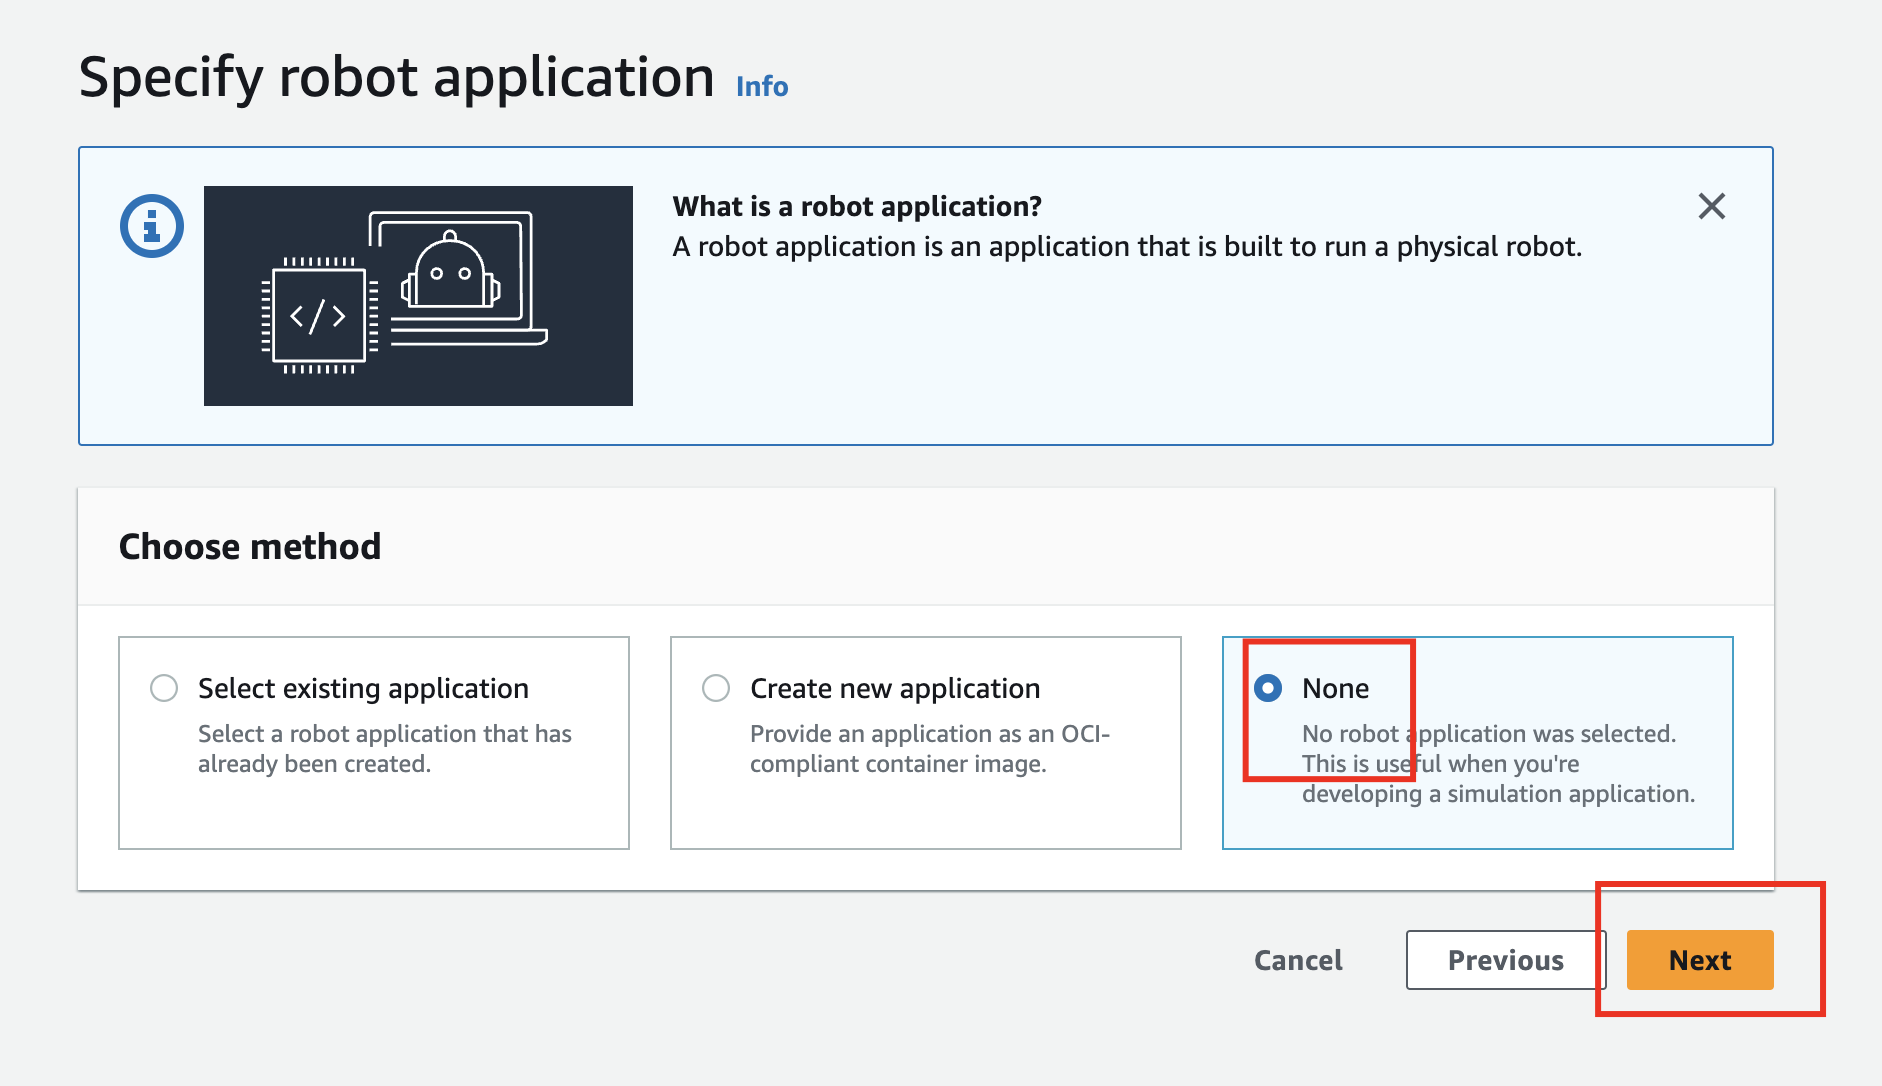 Specify robot application Info
What is a robot application?
A robot application is an application that is built to run a physical robot.
</>
Choose method
Select existing application
Select a robot application that has
already been created.
Create new application
Provide an application as an OCI-
compliant container image.
None
No robot application was selected.
This is useful when you're
developing a simulation application.
Cancel
Previous
Next